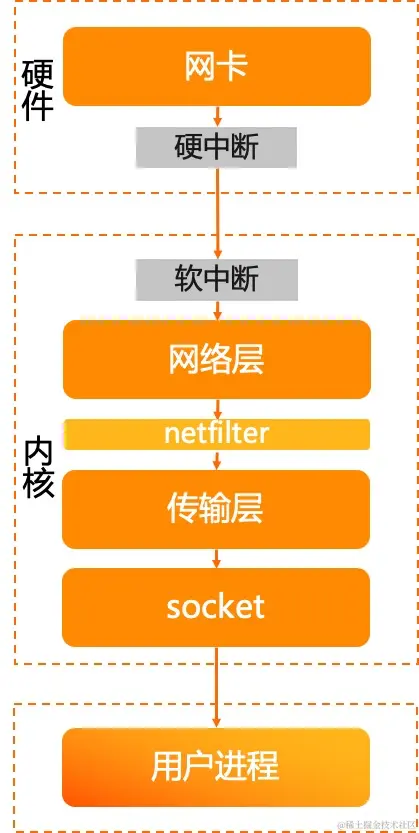 网卡
硬件
硬中断
软中断
网络层
netfilter
内核
传输层
socket
用户进程
@稀土掘金技术社区